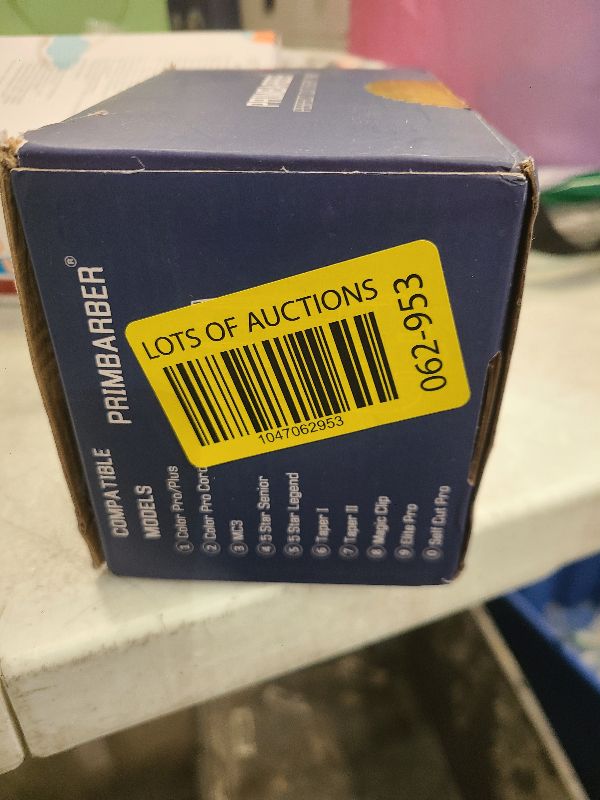 PRIMBARBER
PRIMBARBER®
LOTS OF AUCTIONS
062-953
1047062953
COMPATIBLE
MODELS
1 Color Pro/Plus
2 Color Pro Cord
3 MC3
4 5 Star Senior
5 5 Star Legend
6 Taper I
7 Taper II
8 Magic Clip
9 Elite Pro
Self Cut Pro